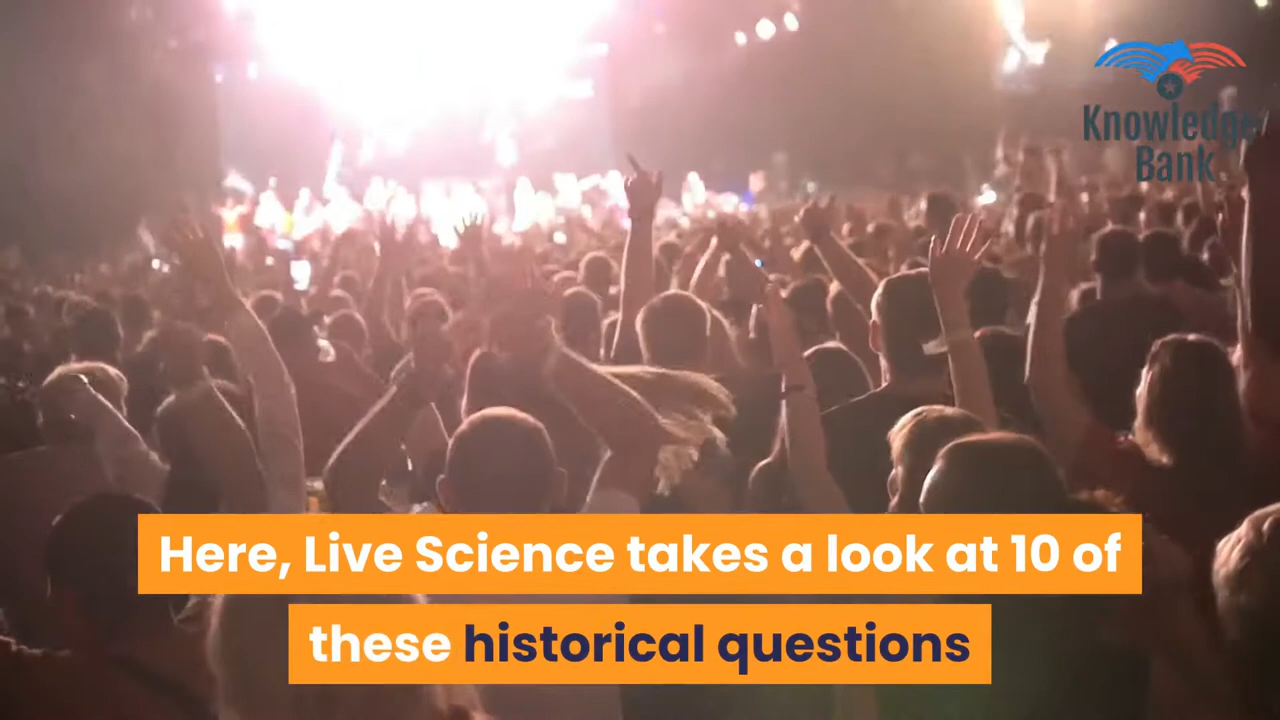 Knowledge
Bank
Here, Live Science takes a look at 10 of
these historical questions